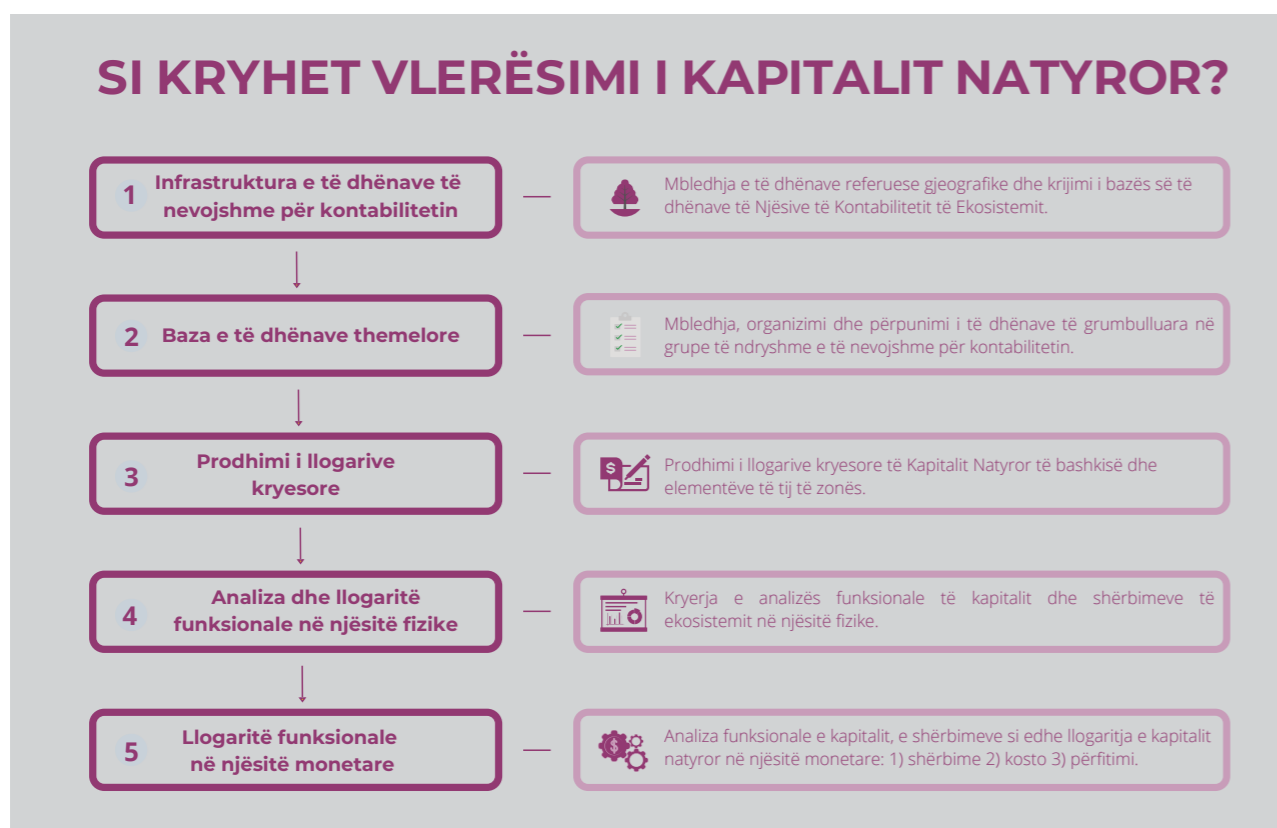 SI KRYHET VLERËSIMI I KAPITALIT NATYROR?
1
Infrastruktura e të dhënave të
nevojshme për kontabilitetin
Mbledhja e të dhënave referuese gjeografike dhe krijimi i bazës së të
dhënave të Njësive të Kontabilitetit të Ekosistemit.
2
Baza e të dhënave themelore
Mbledhja, organizimi dhe përpunimi i të dhënave të grumbulluara në
grupe të ndryshme e të nevojshme për kontabilitetin.
3
Prodhimi i llogarive
kryesore
Prodhimi i llogarive kryesore të Kapitalit Natyror të bashkisë dhe
elementëve të tij të zonës.
4
Analiza dhe llogaritë
funksionale në njësitë fizike
Kryerja e analizës funksionale të kapitalit dhe shërbimeve të
ekosistemit në njësitë fizike.
5
Llogaritë funksionale
në njësitë monetare
Analiza funksionale e kapitalit, e shërbimeve si edhe llogaritja e kapitalit
natyror në njësitë monetare: 1) shërbime 2) kosto 3) përfitimi.